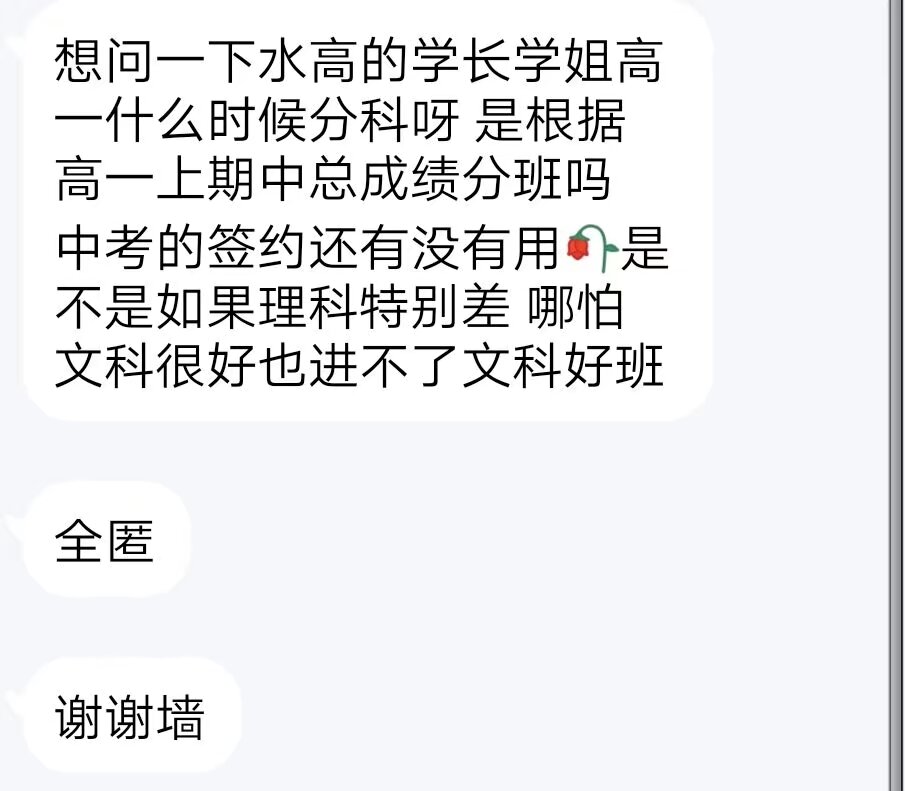 想问一下水高的学长学姐高
一什么时候分科呀 是根据
高一上期中总成绩分班吗
中考的签约还有没有用🥀是
不是如果理科特别差 哪怕
文科很好也进不了文科好班
全匿
谢谢墙